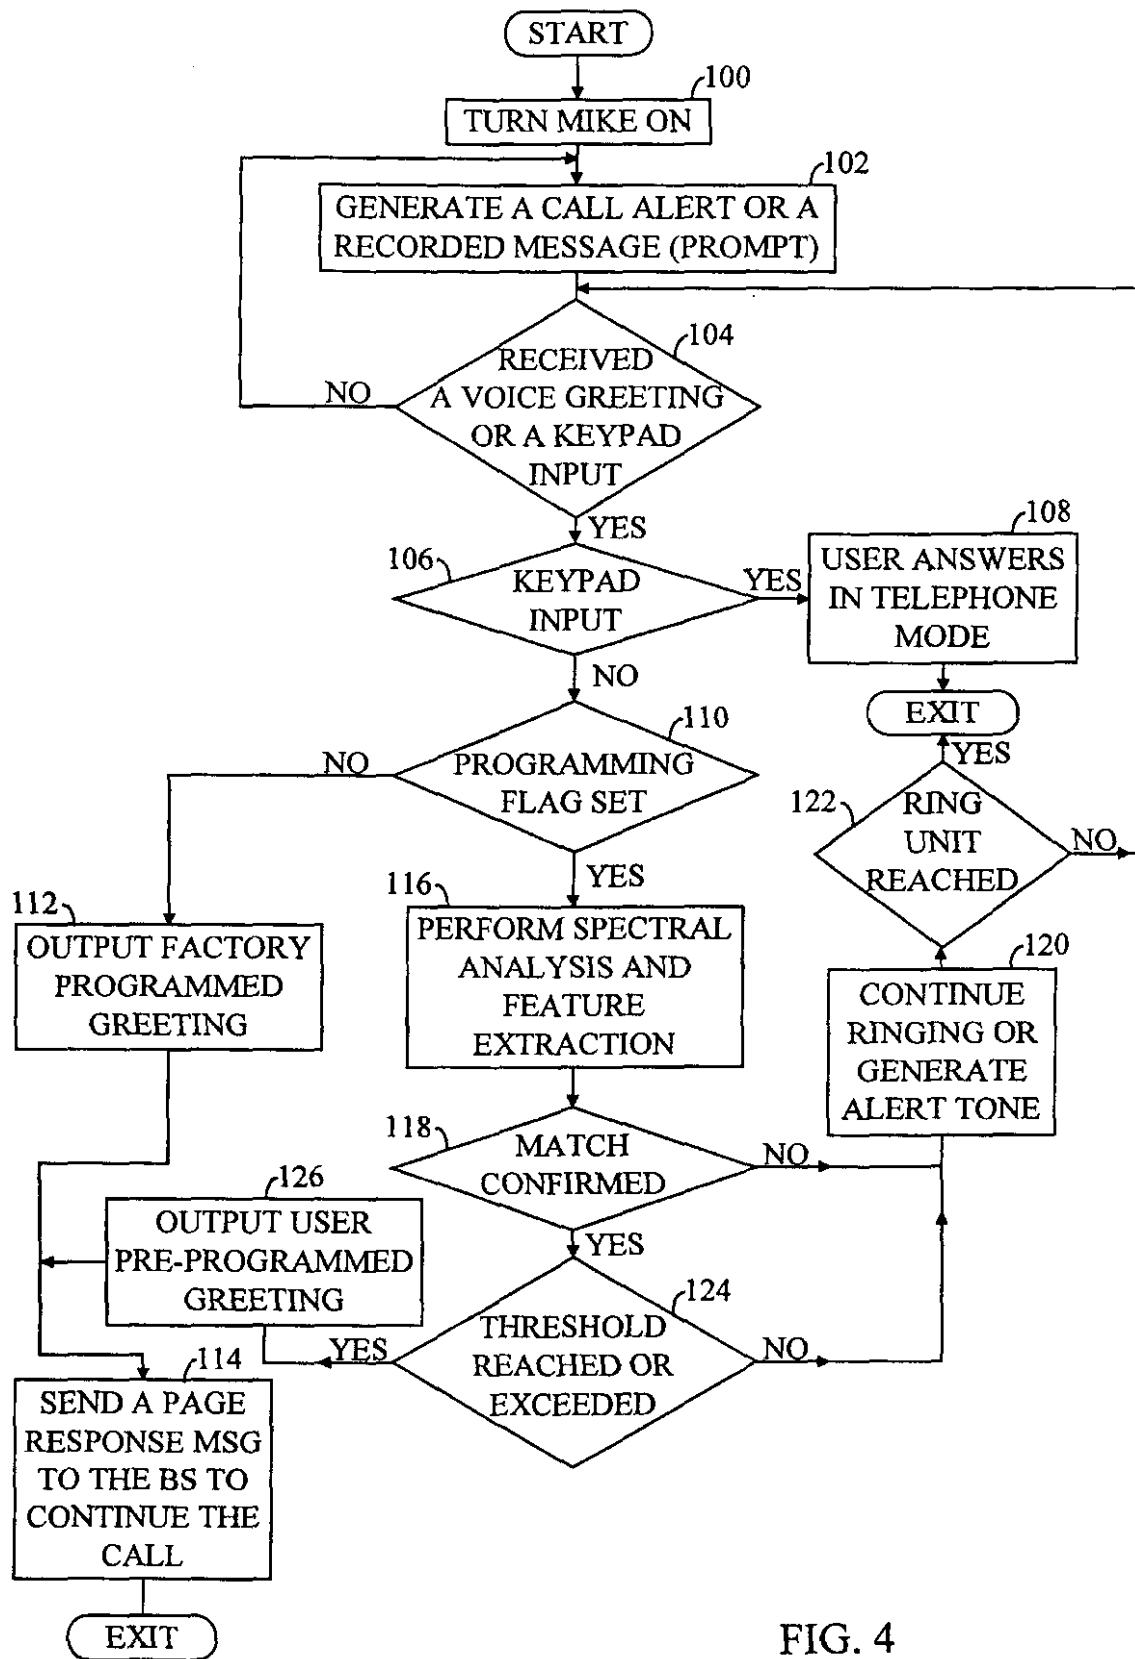 START
100
TURN MIKE ON
102
GENERATE A CALL ALERT OR A
RECORDED MESSAGE (PROMPT)
104
RECEIVED
A VOICE GREETING
OR A KEYPAD
INPUT
NO
YES
106
KEYPAD
INPUT
YES
108
USER ANSWERS
IN TELEPHONE
MODE
NO
EXIT
110
PROGRAMMING
FLAG SET
NO
YES
YES
122
RING
UNIT
REACHED
NO
112
OUTPUT FACTORY
PROGRAMMED
GREETING
116
PERFORM SPECTRAL
ANALYSIS AND
FEATURE
EXTRACTION
120
CONTINUE
RINGING OR
GENERATE
ALERT TONE
118
MATCH
CONFIRMED
NO
YES
126
OUTPUT USER
PRE-PROGRAMMED
GREETING
124
THRESHOLD
REACHED OR
EXCEEDED
YES
NO
114
SEND A PAGE
RESPONSE MSG
TO THE BS TO
CONTINUE THE
CALL
EXIT
FIG. 4